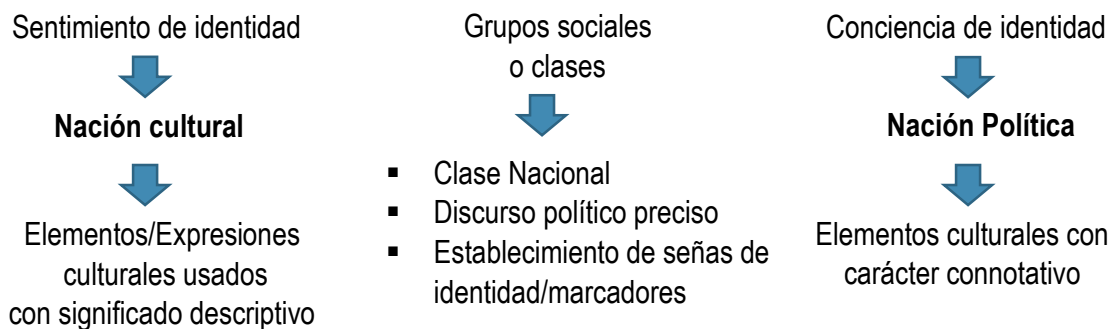 Sentimiento de identidad
Nación cultural
Elementos/Expresiones
culturales usados
con significado descriptivo
Grupos sociales
o clases
▪ Clase Nacional
▪ Discurso político preciso
▪ Establecimiento de señas de
identidad/marcadores
Conciencia de identidad
Nación Política
Elementos culturales con
carácter connotativo